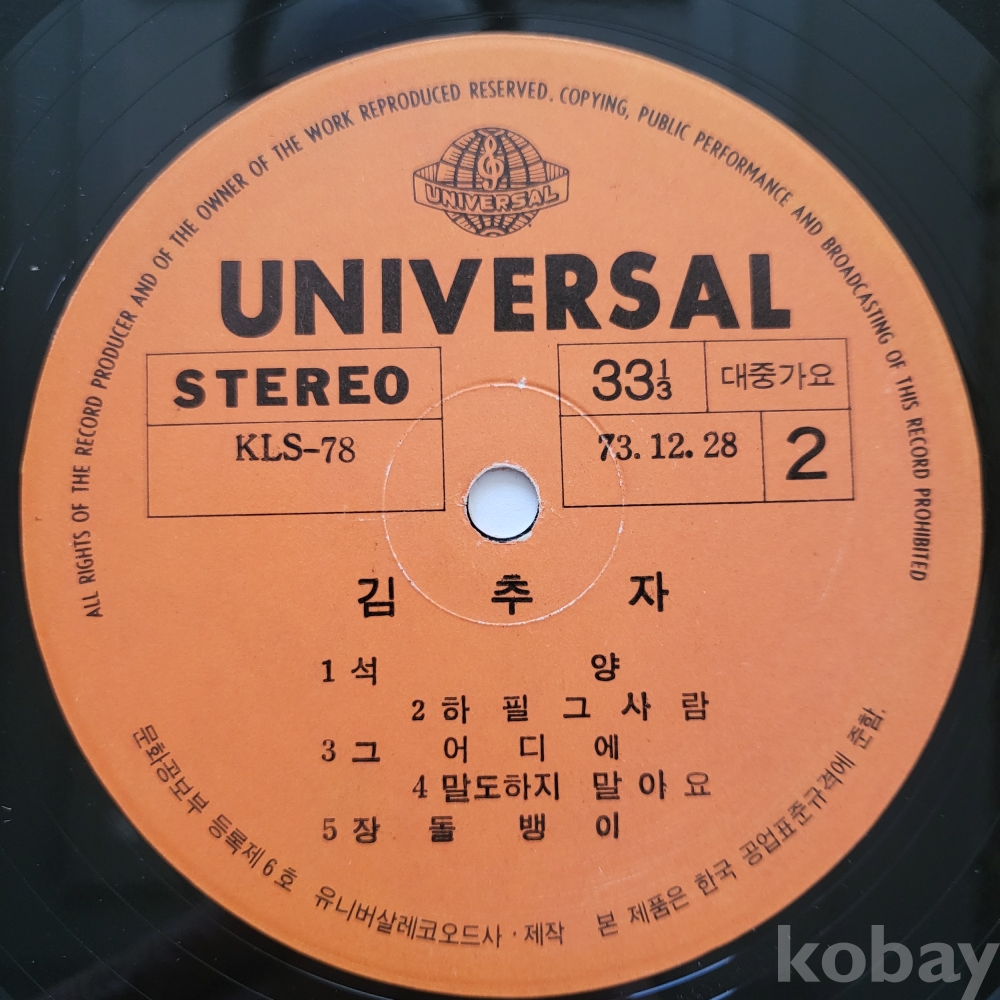 ALL RIGHTS OF THE RECORD PRODUCER AND OF THE OWNER OF THE WORK REPRODUCED RESERVED. COPYING, PUBLIC PERFORMANCE AND BROADCASTING OF THIS RECORD PROHIBITED
UNIVERSAL
UNIVERSAL
STEREO
33⅓ 대중가요
KLS-78
73.12.28 2
김 추 자
1 석 양
2 하 필 그 사 람
3 그 어 디 에
4 말도하지 말아요
5 장 돌 뱅 이
문화공보부 등록제 6 호 유니버살레코오드사 · 제작 본 제품은 한국 공업표준규격에 준함.
kobay